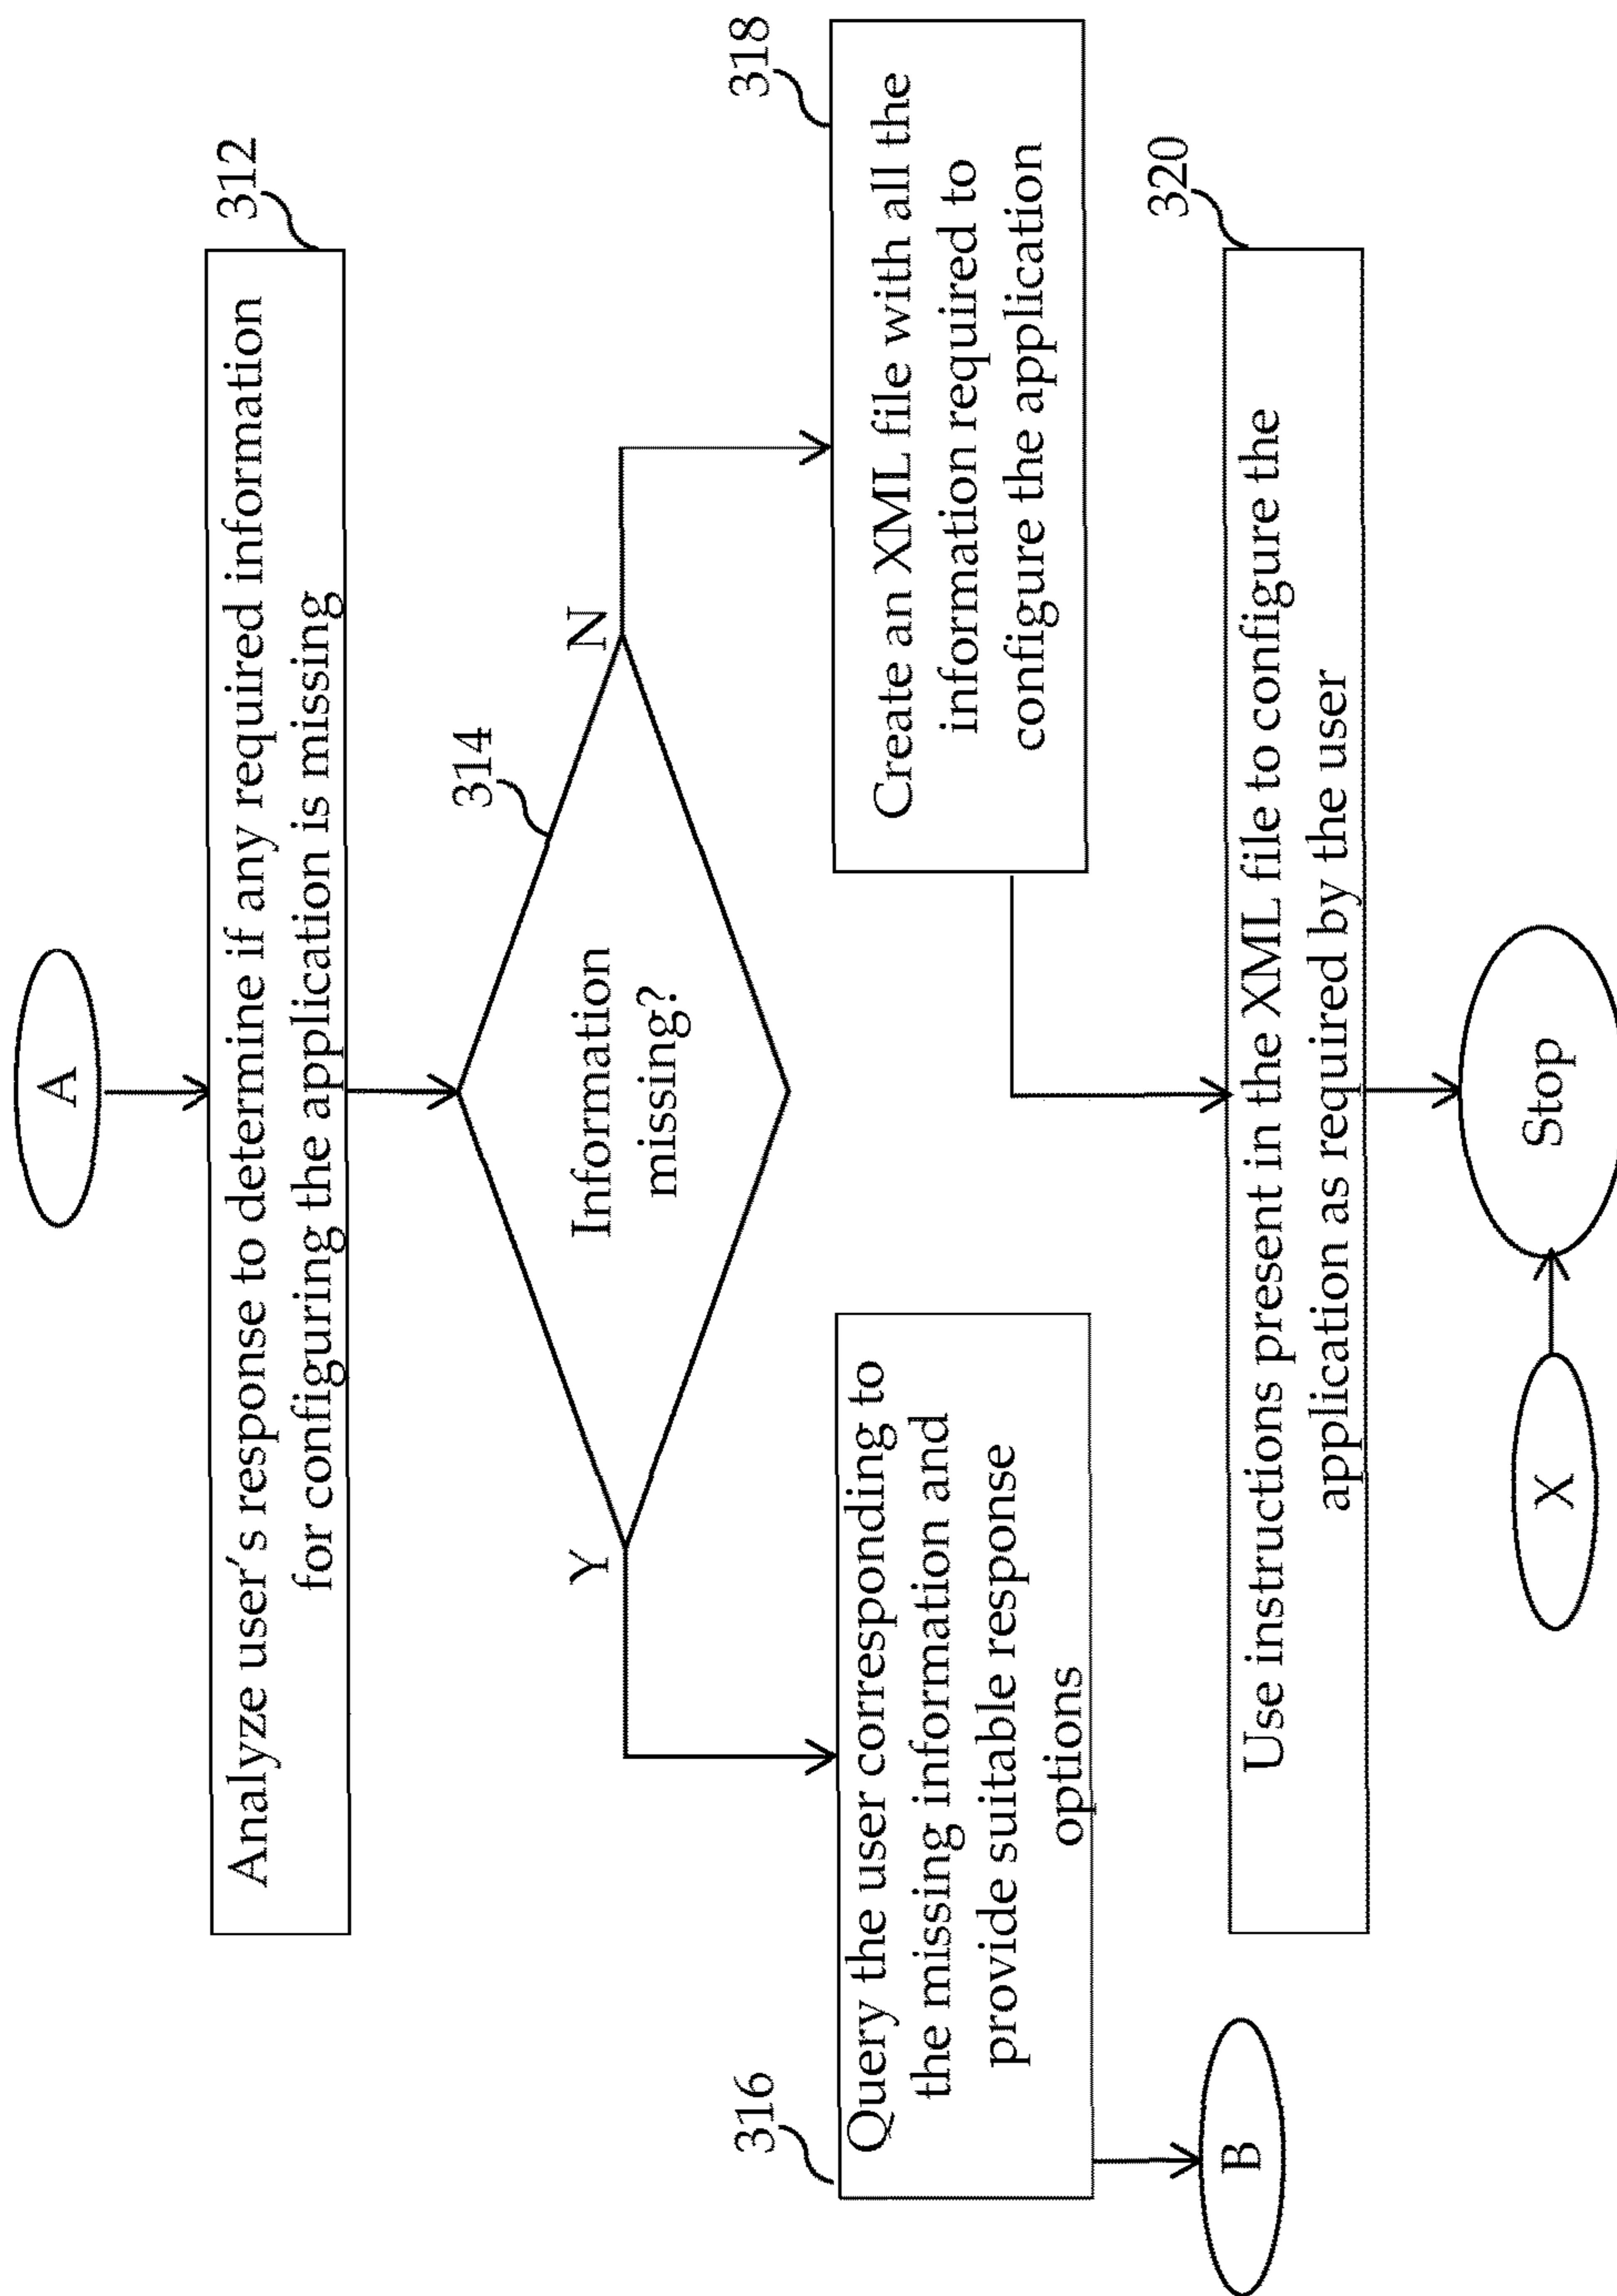 A
312
Analyze user's response to determine if any required information
for configuring the application is missing
314
Information
missing?
Y
N
316
Query the user corresponding to
the missing information and
provide suitable response
options
318
Create an XML file with all the
information required to
configure the application
B
320
Use instructions present in the XML file to configure the
application as required by the user
X
Stop